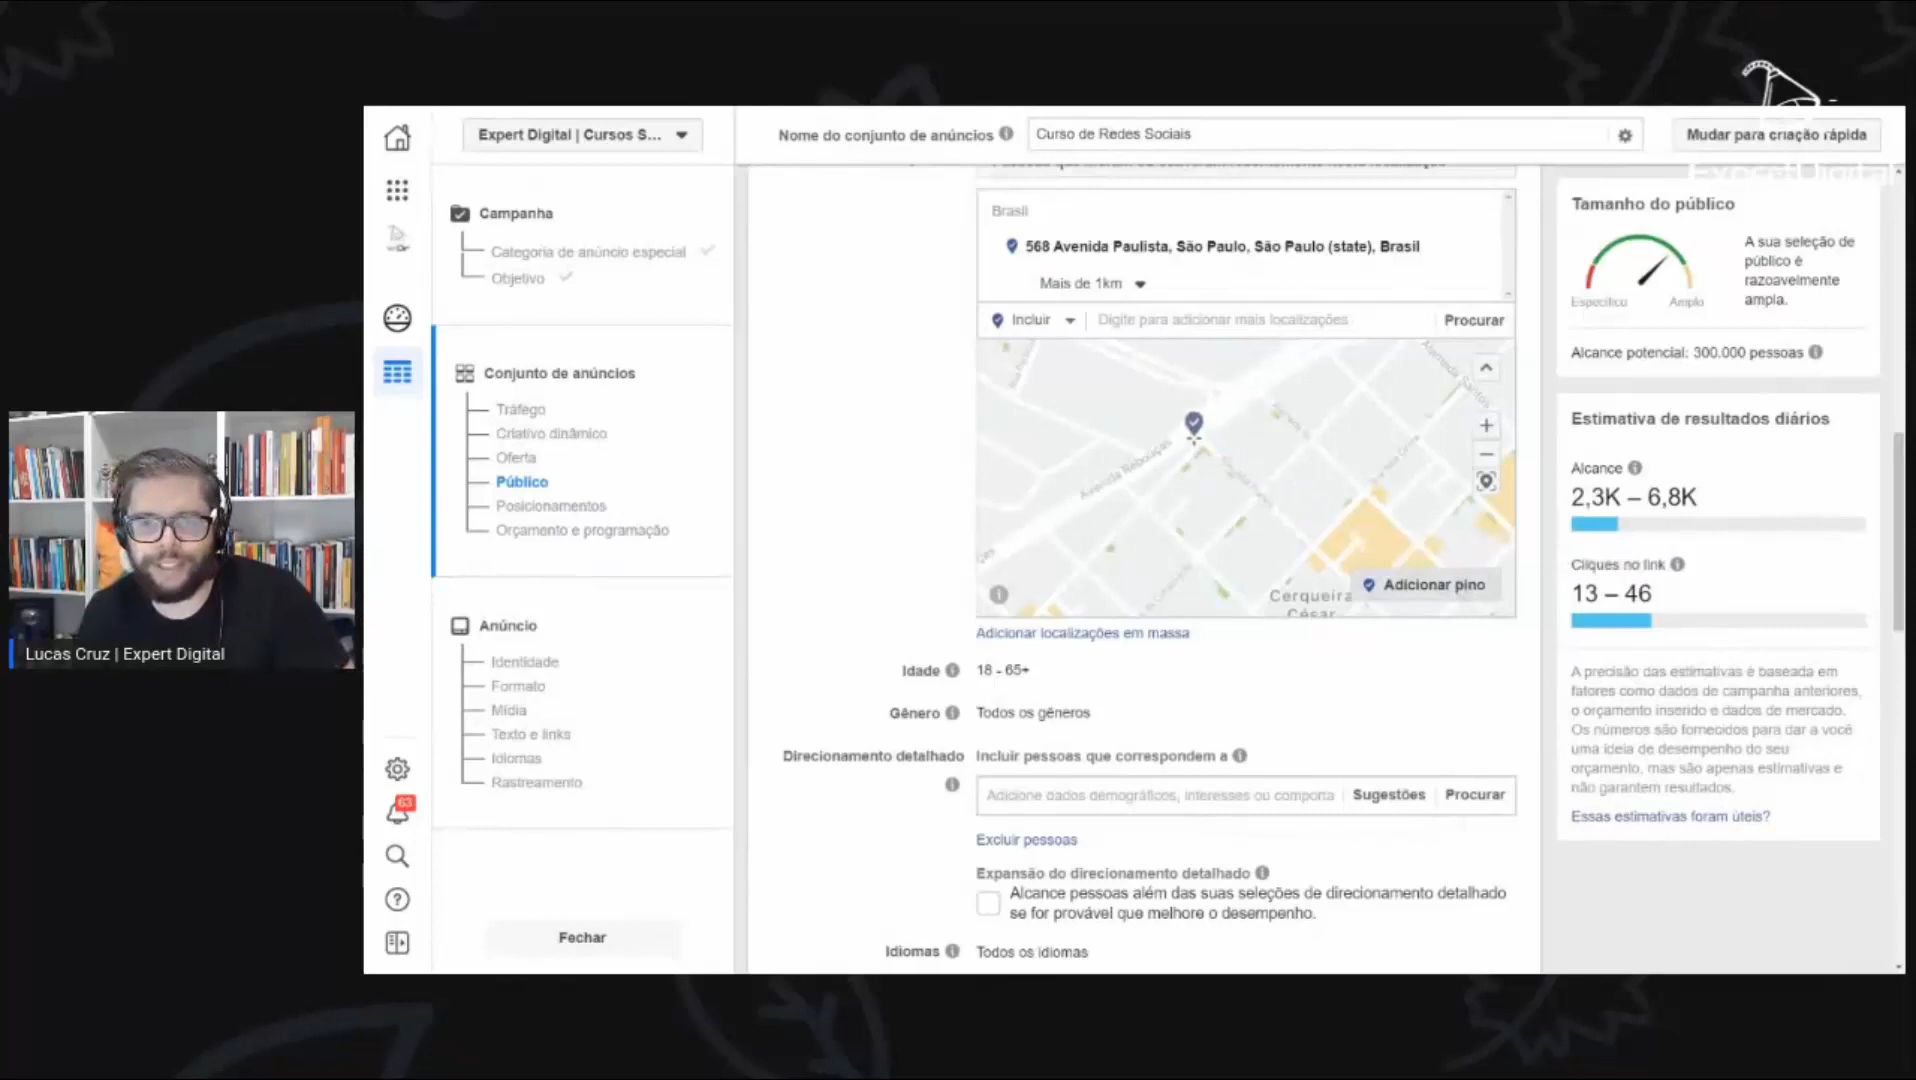 Expert Digital | Cursos S...
Nome do conjunto de anúncios
Curso de Redes Sociais
Mudar para criação rápida
ExpertDigital
Campanha
Categoria de anúncio especial
Objetivo
Conjunto de anúncios
Tráfego
Criativo dinâmico
Oferta
Público
Posicionamentos
Orçamento e programação
Anúncio
Identidade
Formato
Mídia
Texto e links
Idiomas
Rastreamento
Fechar
63
Brasil
568 Avenida Paulista, São Paulo, São Paulo (state), Brasil
Mais de 1km
Incluir
Digite para adicionar mais localizações
Procurar
Alameda Santos
Avenida Rebouças
Cerqueira
César
Adicionar pino
Adicionar localizações em massa
Idade
18 - 65+
Gênero
Todos os gêneros
Direcionamento detalhado
Incluir pessoas que correspondem a
Adicione dados demográficos, interesses ou comporta
Sugestões
Procurar
Excluir pessoas
Expansão do direcionamento detalhado
Alcance pessoas além das suas seleções de direcionamento detalhado
se for provável que melhore o desempenho.
Idiomas
Todos os idiomas
Tamanho do público
Específico
Amplo
A sua seleção de
público é
razoavelmente
ampla.
Alcance potencial: 300.000 pessoas
Estimativa de resultados diários
Alcance
2,3K – 6,8K
Cliques no link
13 – 46
A precisão das estimativas é baseada em
fatores como dados de campanha anteriores,
o orçamento inserido e dados de mercado.
Os números são fornecidos para dar a você
uma ideia de desempenho do seu
orçamento, mas são apenas estimativas e
não garantem resultados.
Essas estimativas foram úteis?
Lucas Cruz | Expert Digital